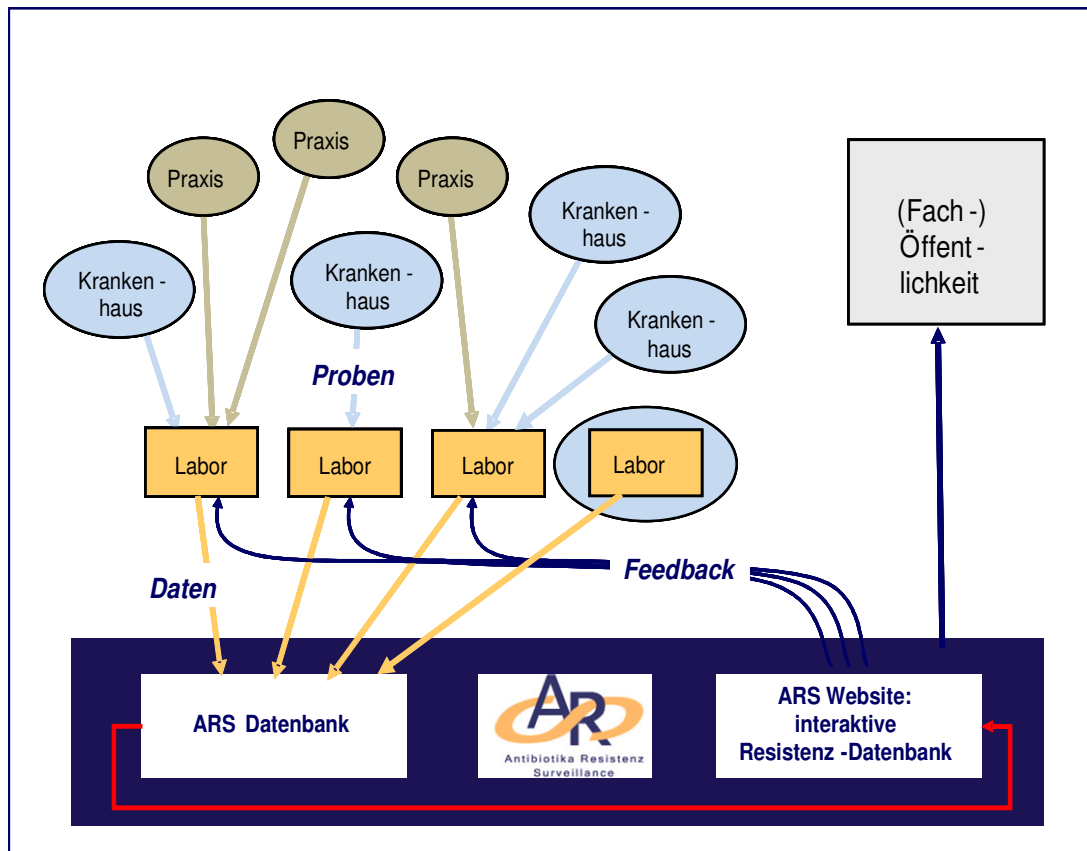 Praxis
Praxis
Praxis
Kranken -
haus
Kranken -
haus
Kranken -
haus
Kranken -
haus
(Fach -)
Öffent -
lichkeit
Proben
Labor
Labor
Labor
Labor
Daten
Feedback
ARS Datenbank
AR
Antibiotika Resistenz
Surveillance
ARS Website:
interaktive
Resistenz -Datenbank